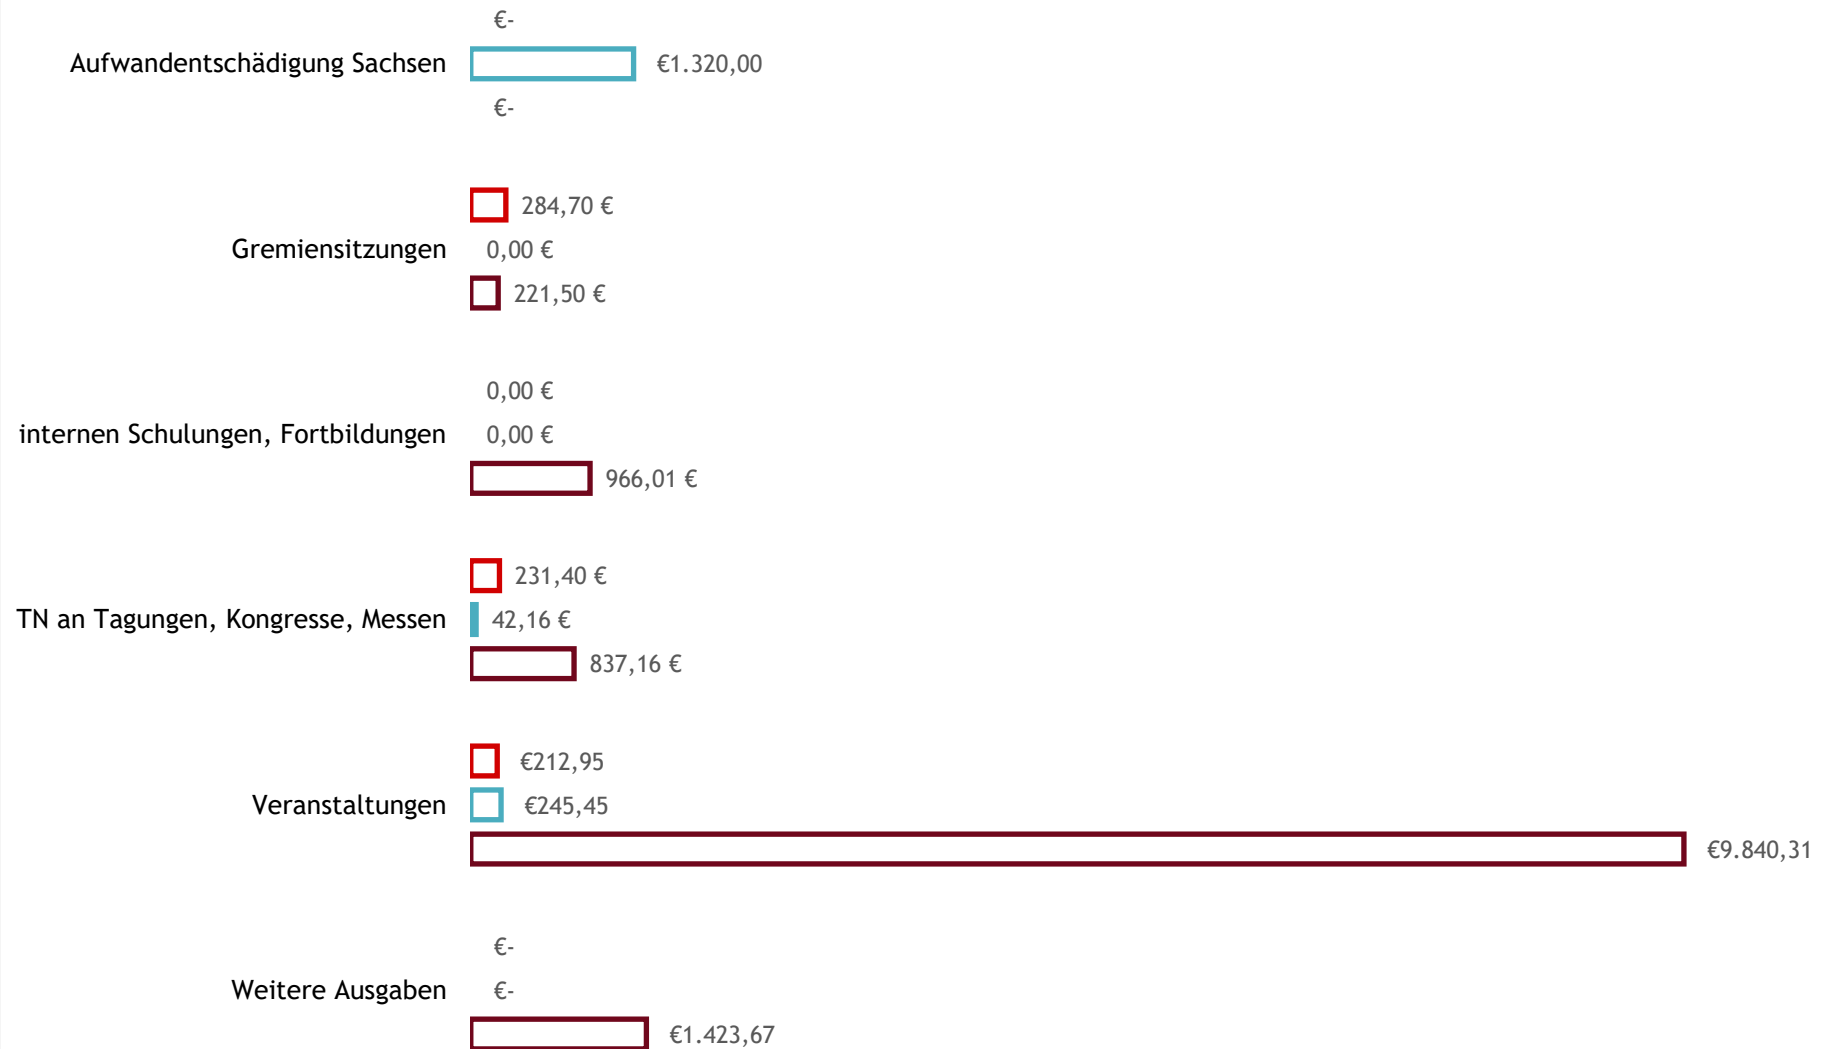 €-
Aufwandentschädigung Sachsen €1.320,00
€-
284,70 €
Gremiensitzungen 0,00 €
221,50 €
0,00 €
internen Schulungen, Fortbildungen 0,00 €
966,01 €
231,40 €
TN an Tagungen, Kongresse, Messen 42,16 €
837,16 €
€212,95
Veranstaltungen €245,45
€9.840,31
€-
Weitere Ausgaben €-
€1.423,67